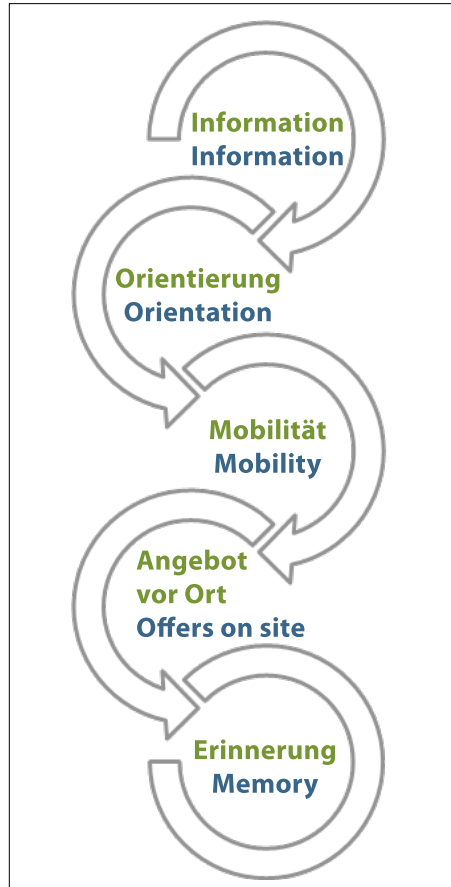 Information
Information
Orientierung
Orientation
Mobilität
Mobility
Angebot
vor Ort
Offers on site
Erinnerung
Memory